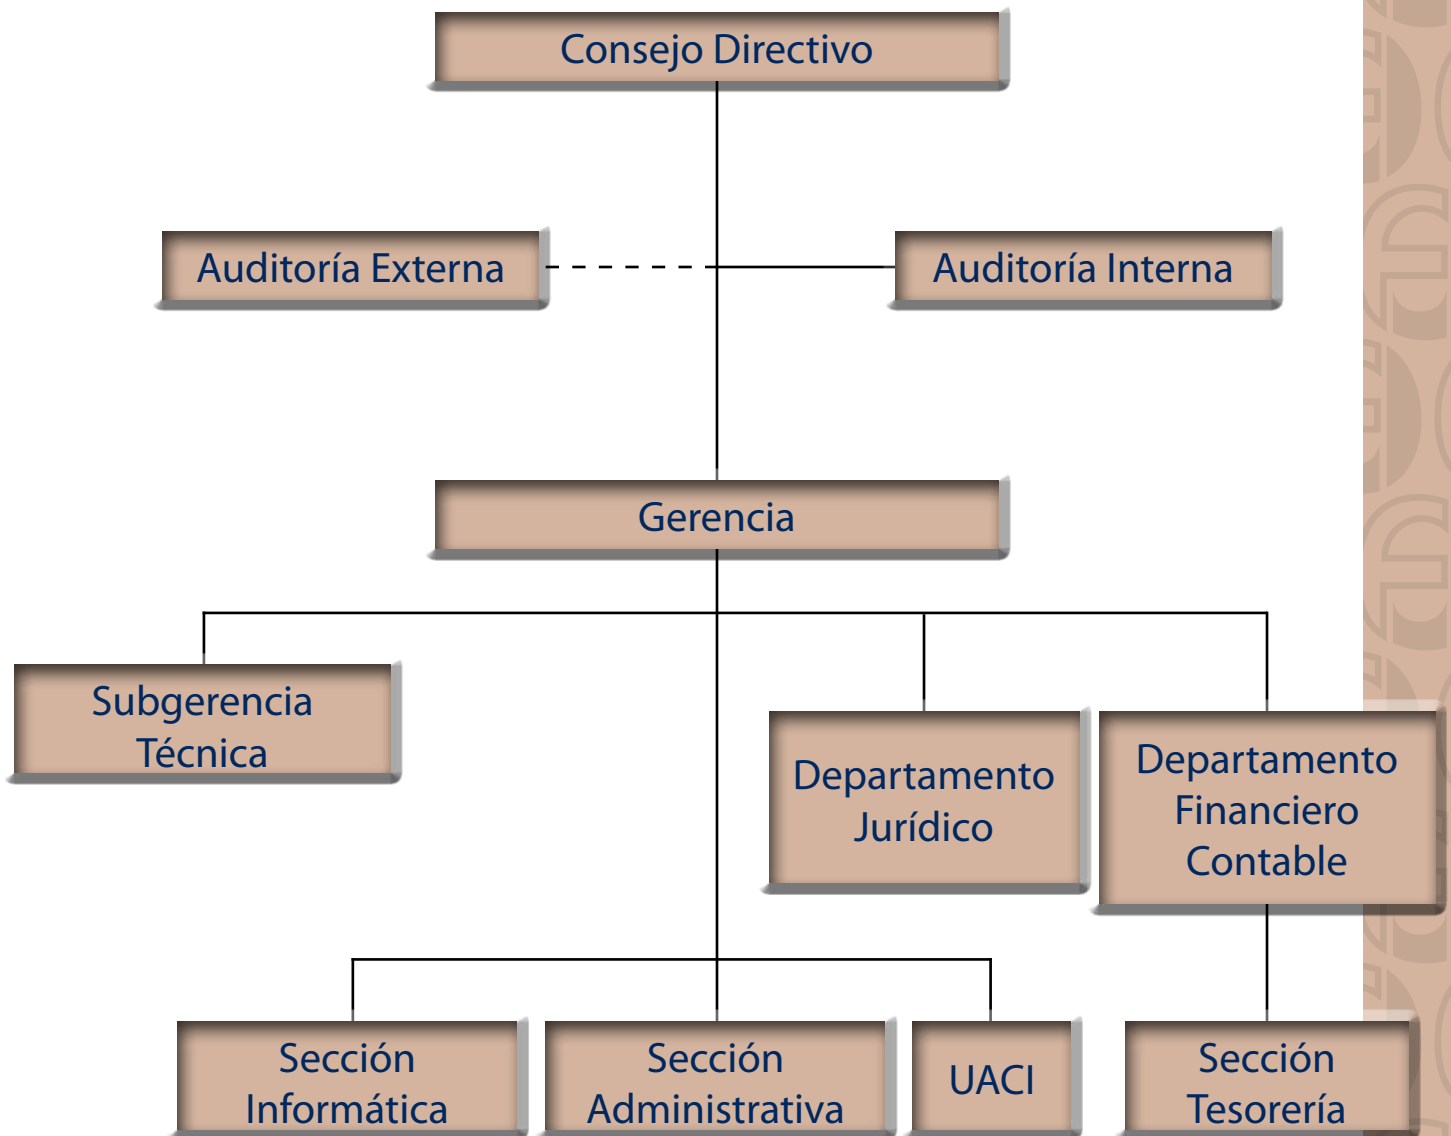 Consejo Directivo
Auditoría Externa
Auditoría Interna
Gerencia
Subgerencia
Técnica
Departamento
Jurídico
Departamento
Financiero
Contable
Sección
Informática
Sección
Administrativa
UACI
Sección
Tesorería